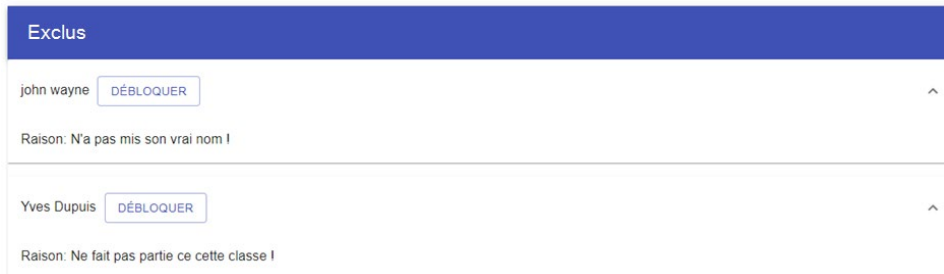 Exclus
john wayne DÉBLOQUER
Raison: N'a pas mis son vrai nom !
Yves Dupuis DÉBLOQUER
Raison: Ne fait pas partie ce cette classe !